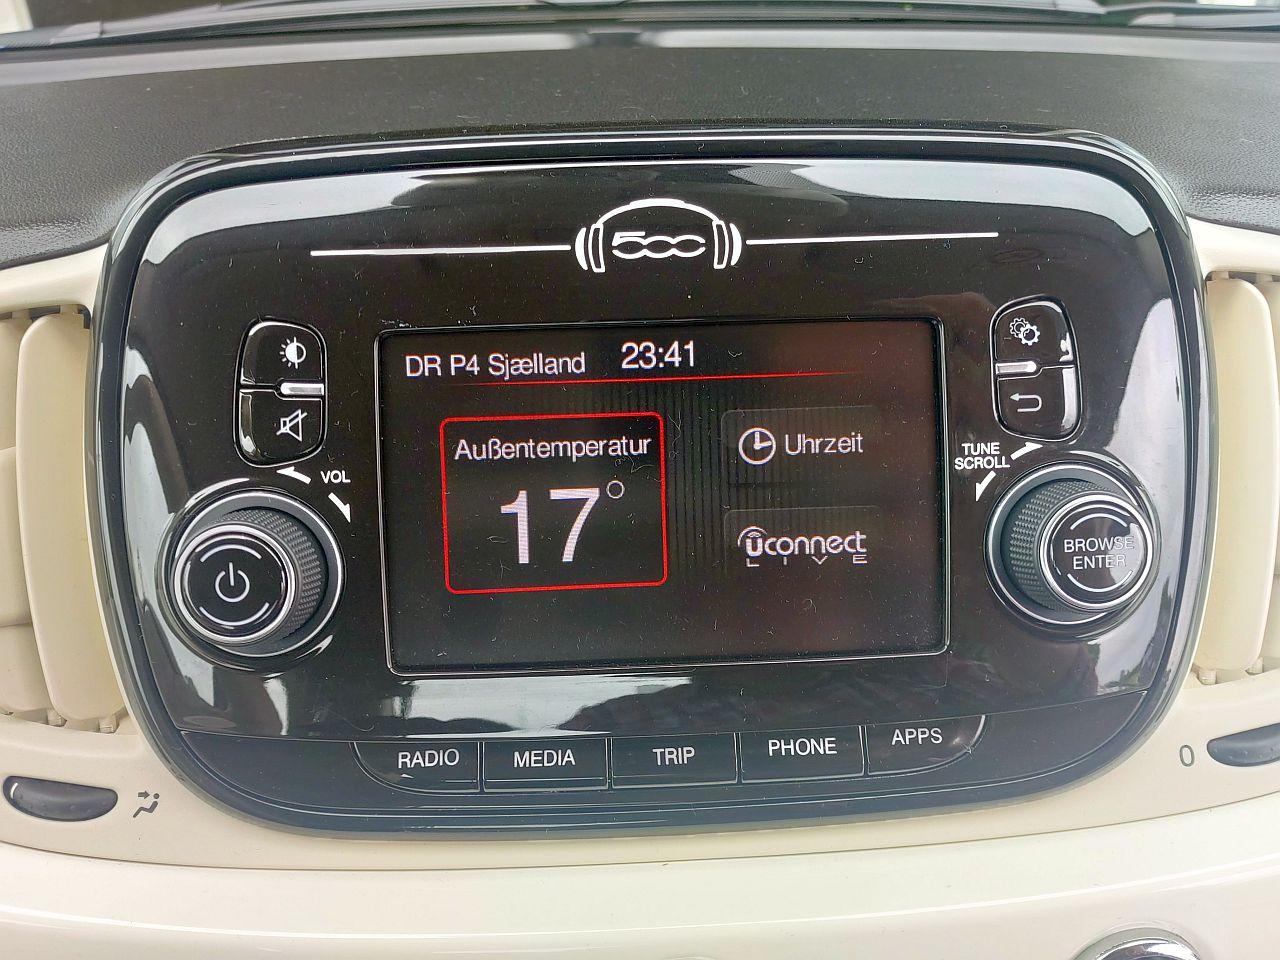 500
DR P4 Sjælland 23:41
Außentemperatur
17°
Uhrzeit
uconnect
LIVE
VOL
TUNE
SCROLL
BROWSE
ENTER
RADIO
MEDIA
TRIP
PHONE
APPS
0